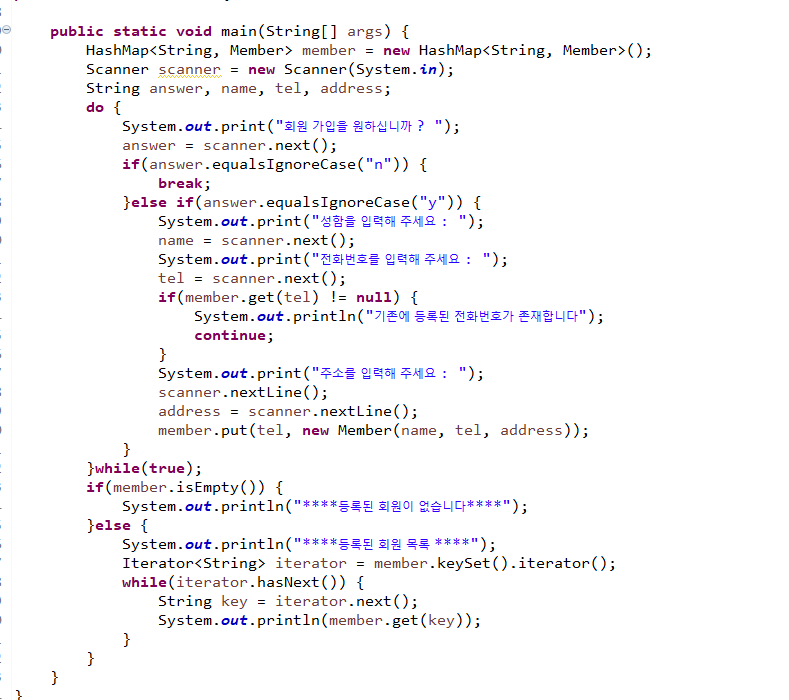 public static void main(String[] args) {
HashMap<String, Member> member = new HashMap<String, Member>();
Scanner scanner = new Scanner(System.in);
String answer, name, tel, address;
do {
System.out.print("회원 가입을 원하십니까 ? ");
answer = scanner.next();
if(answer.equalsIgnoreCase("n")) {
break;
}else if(answer.equalsIgnoreCase("y")) {
System.out.print("성함을 입력해 주세요 : ");
name = scanner.next();
System.out.print("전화번호를 입력해 주세요 : ");
tel = scanner.next();
if(member.get(tel) != null) {
System.out.println("기존에 등록된 전화번호가 존재합니다");
continue;
}
System.out.print("주소를 입력해 주세요 : ");
scanner.nextLine();
address = scanner.nextLine();
member.put(tel, new Member(name, tel, address));
}
}while(true);
if(member.isEmpty()) {
System.out.println("****등록된 회원이 없습니다****");
}else {
System.out.println("****등록된 회원 목록 ****");
Iterator<String> iterator = member.keySet().iterator();
while(iterator.hasNext()) {
String key = iterator.next();
System.out.println(member.get(key));
}
}
}
}